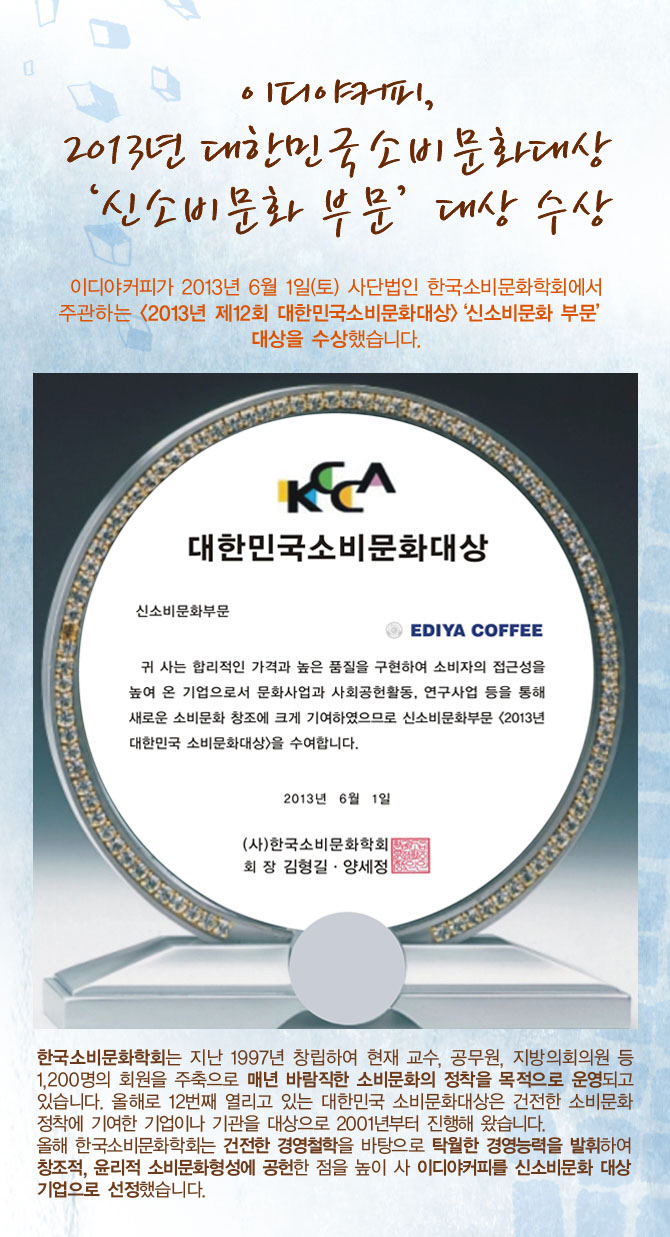 이디야커피,
2013년 대한민국소비문화대상
‘신소비문화 부문’ 대상 수상
이디야커피가 2013년 6월 1일(토) 사단법인 한국소비문화학회에서
주관하는 <2013년 제12회 대한민국소비문화대상> ‘신소비문화 부문’
대상을 수상했습니다.
KCCA
대한민국소비문화대상
신소비문화부문
EDIYA COFFEE
귀 사는 합리적인 가격과 높은 품질을 구현하여 소비자의 접근성을
높여 온 기업으로서 문화사업과 사회공헌활동, 연구사업 등을 통해
새로운 소비문화 창조에 크게 기여하였으므로 신소비문화부문 <2013년
대한민국 소비문화대상>을 수여합니다.
2013년 6월 1일
(사)한국소비문화학회
회 장 김형길 · 양세정
한국소비문화학회는 지난 1997년 창립하여 현재 교수, 공무원, 지방의회의원 등
1,200명의 회원을 주축으로 매년 바람직한 소비문화의 정착을 목적으로 운영되고
있습니다. 올해로 12번째 열리고 있는 대한민국 소비문화대상은 건전한 소비문화
정착에 기여한 기업이나 기관을 대상으로 2001년부터 진행해 왔습니다.
올해 한국소비문화학회는 건전한 경영철학을 바탕으로 탁월한 경영능력을 발휘하여
창조적, 윤리적 소비문화형성에 공헌한 점을 높이 사 이디야커피를 신소비문화 대상
기업으로 선정했습니다.